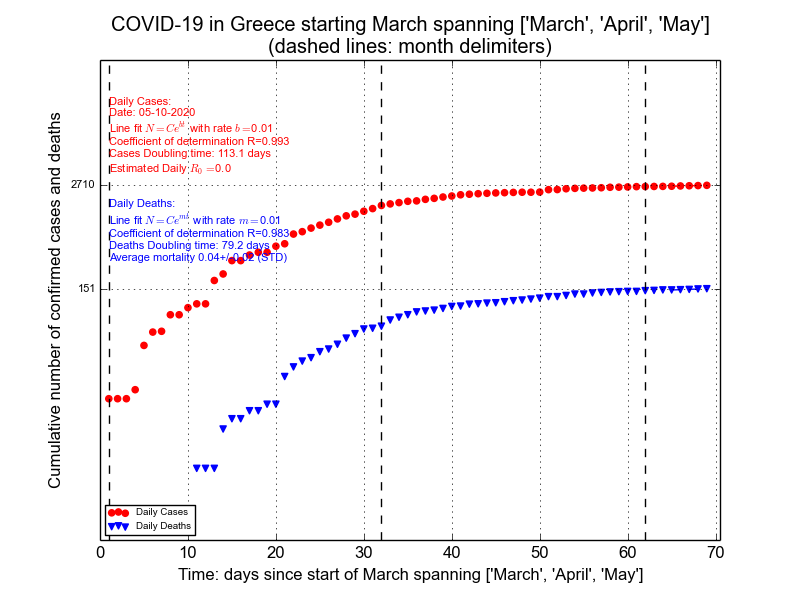 COVID-19 in Greece starting March spanning ['March', 'April', 'May']
(dashed lines: month delimiters)
Daily Cases:
Date: 05-10-2020
Line fit N = Ce^{bt} with rate b = 0.01
Coefficient of determination R=0.993
Cases Doubling time: 113.1 days
Estimated Daily R_0 = 0.0
Daily Deaths:
Line fit N = Ce^{mt} with rate m = 0.01
Coefficient of determination R=0.983
Deaths Doubling time: 79.2 days
Average mortality 0.04+/-0.02 (STD)
2710
151
Cumulative number of confirmed cases and deaths
Daily Cases
Daily Deaths
0 10 20 30 40 50 60 70
Time: days since start of March spanning ['March', 'April', 'May']